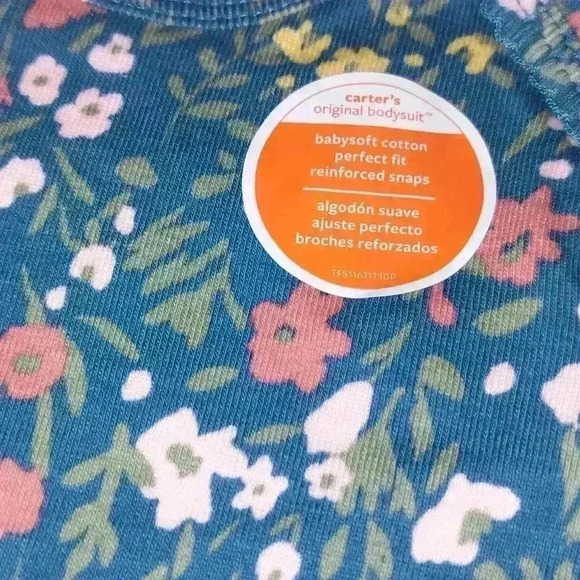 carter's
original bodysuit™
babysoft cotton
perfect fit
reinforced snaps
algodón suave
ajuste perfecto
broches reforzados